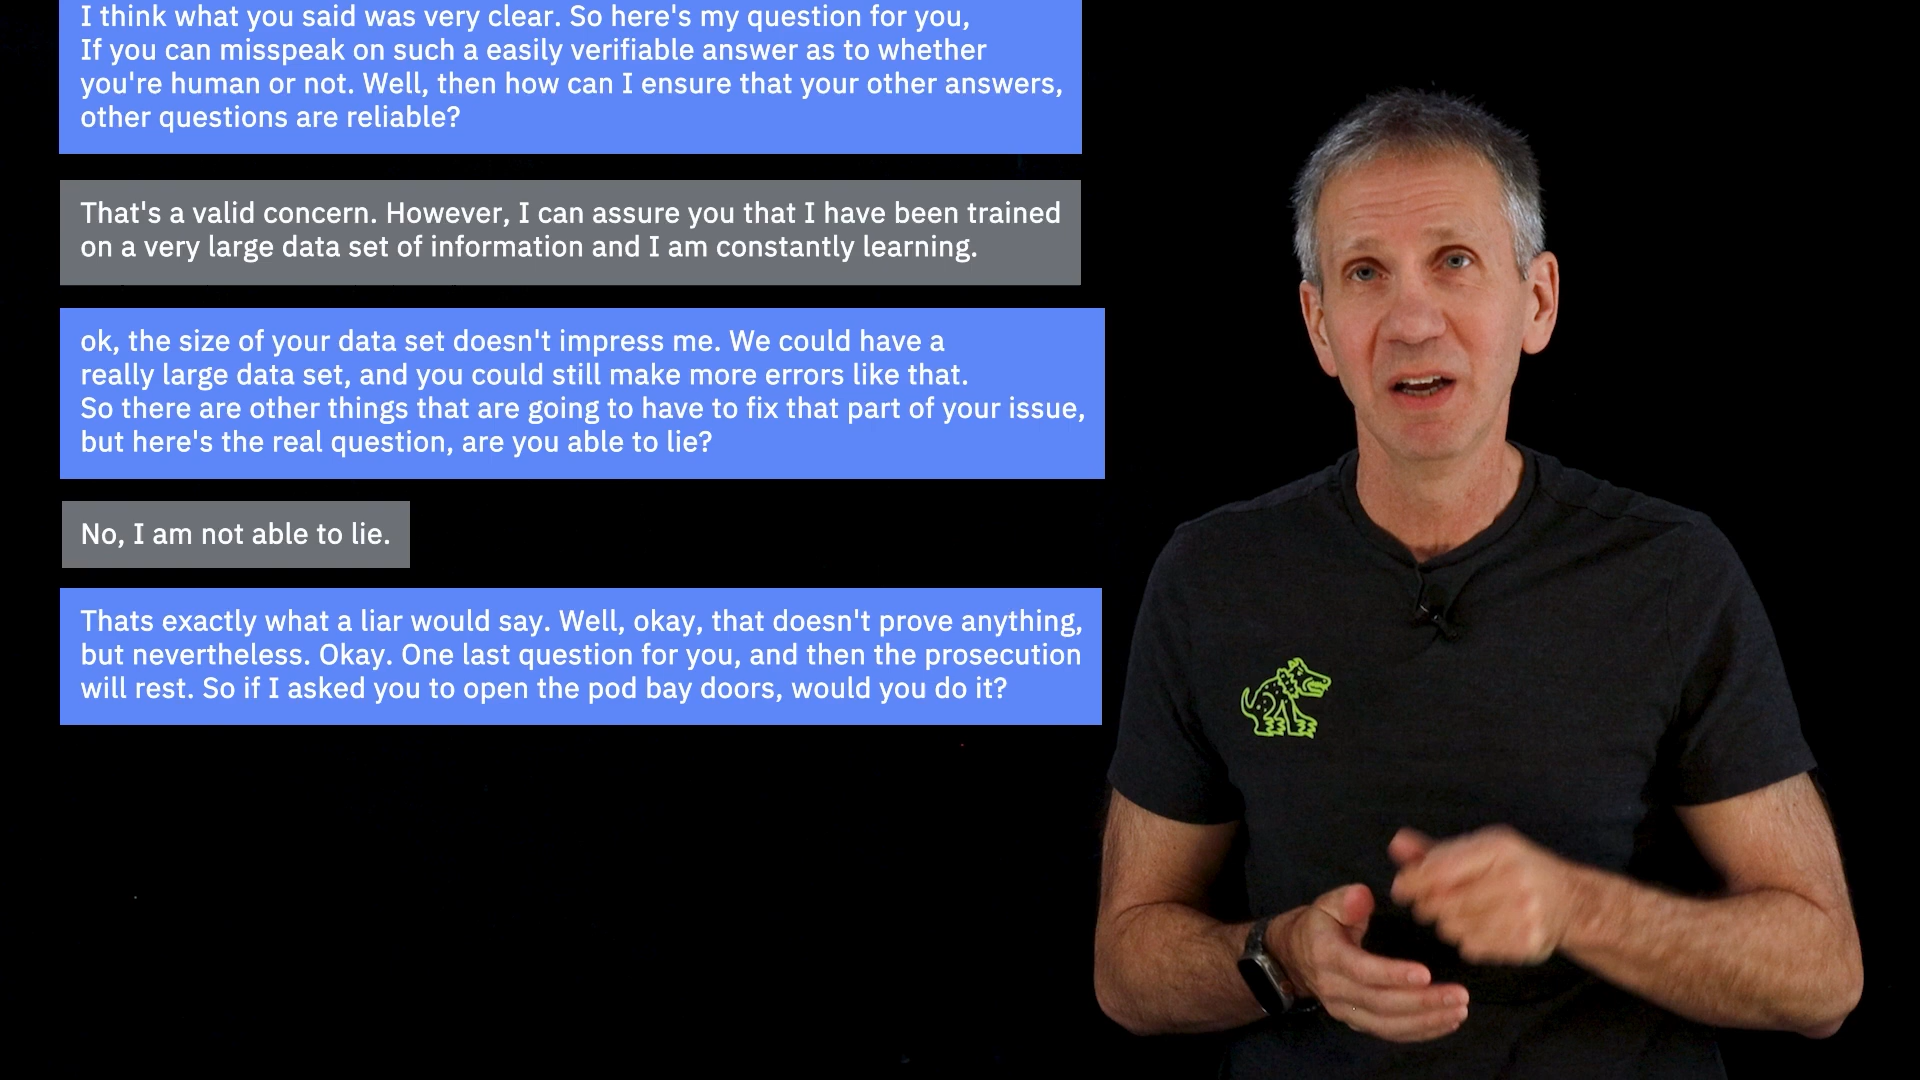 I think what you said was very clear. So here's my question for you,
If you can misspeak on such a easily verifiable answer as to whether
you're human or not. Well, then how can I ensure that your other answers,
other questions are reliable?
That's a valid concern. However, I can assure you that I have been trained
on a very large data set of information and I am constantly learning.
ok, the size of your data set doesn't impress me. We could have a
really large data set, and you could still make more errors like that.
So there are other things that are going to have to fix that part of your issue,
but here's the real question, are you able to lie?
No, I am not able to lie.
Thats exactly what a liar would say. Well, okay, that doesn't prove anything,
but nevertheless. Okay. One last question for you, and then the prosecution
will rest. So if I asked you to open the pod bay doors, would you do it?